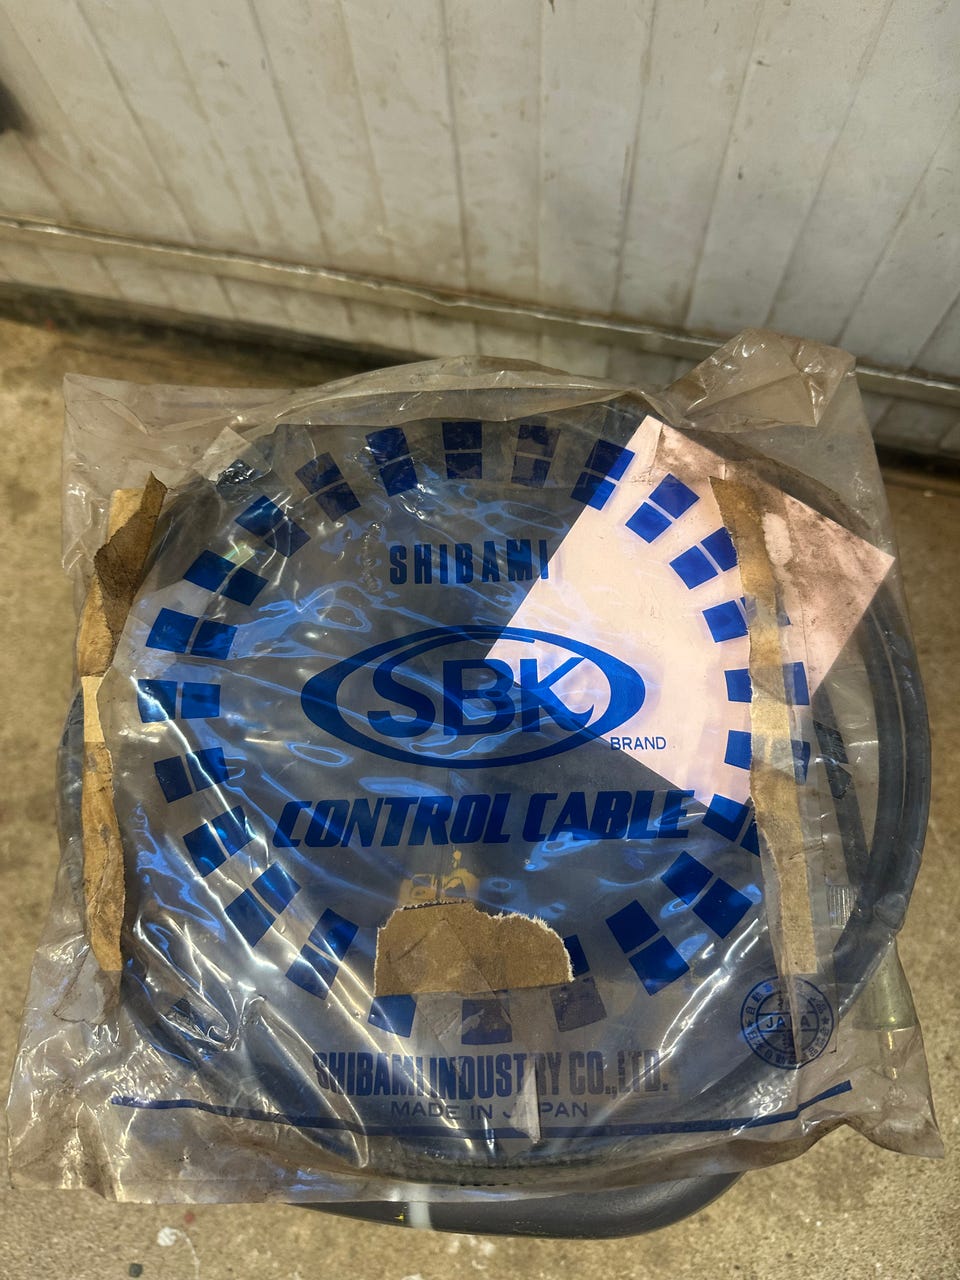 SHIBAMI
SBK
BRAND
CONTROL CABLE
SHIBAMI INDUSTRY CO., LTD.
MADE IN JAPAN